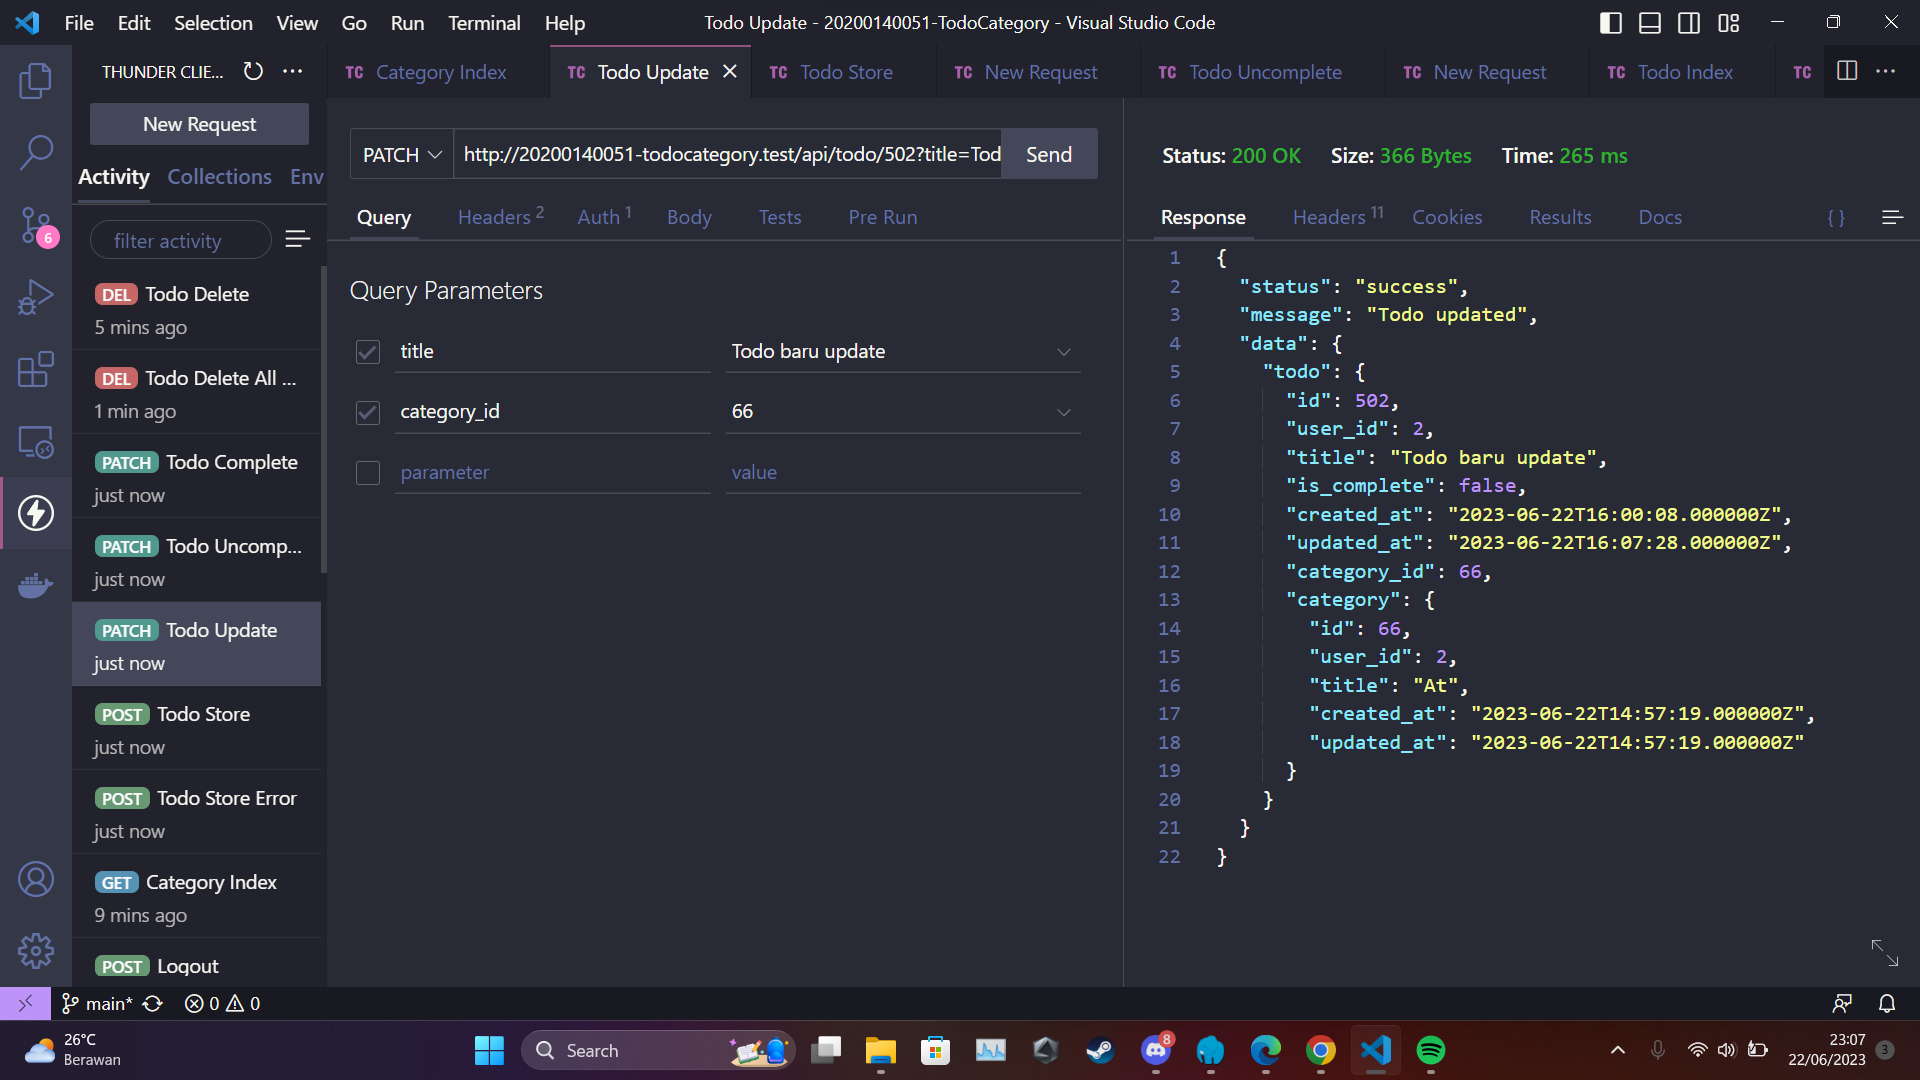 File Edit Selection View Go Run Terminal Help
Todo Update - 20200140051-TodoCategory - Visual Studio Code
THUNDER CLIE...
TC Category Index
TC Todo Update
TC Todo Store
TC New Request
TC Todo Uncomplete
TC New Request
TC Todo Index
TC
New Request
Activity Collections Env
filter activity
6
DEL Todo Delete
5 mins ago
DEL Todo Delete All ...
1 min ago
PATCH Todo Complete
just now
PATCH Todo Uncomp...
just now
PATCH Todo Update
just now
POST Todo Store
just now
POST Todo Store Error
just now
GET Category Index
9 mins ago
POST Logout
PATCH http://20200140051-todocategory.test/api/todo/502?title=Tod Send
Query Headers 2 Auth 1 Body Tests Pre Run
Query Parameters
title Todo baru update
category_id 66
parameter value
Status: 200 OK Size: 366 Bytes Time: 265 ms
Response Headers 11 Cookies Results Docs { }
1 {
2 "status": "success",
3 "message": "Todo updated",
4 "data": {
5 "todo": {
6 "id": 502,
7 "user_id": 2,
8 "title": "Todo baru update",
9 "is_complete": false,
10 "created_at": "2023-06-22T16:00:08.000000Z",
11 "updated_at": "2023-06-22T16:07:28.000000Z",
12 "category_id": 66,
13 "category": {
14 "id": 66,
15 "user_id": 2,
16 "title": "At",
17 "created_at": "2023-06-22T14:57:19.000000Z",
18 "updated_at": "2023-06-22T14:57:19.000000Z"
19 }
20 }
21 }
22 }
main* 0 0
26°C
Berawan
Search
8
23:07
22/06/2023
3